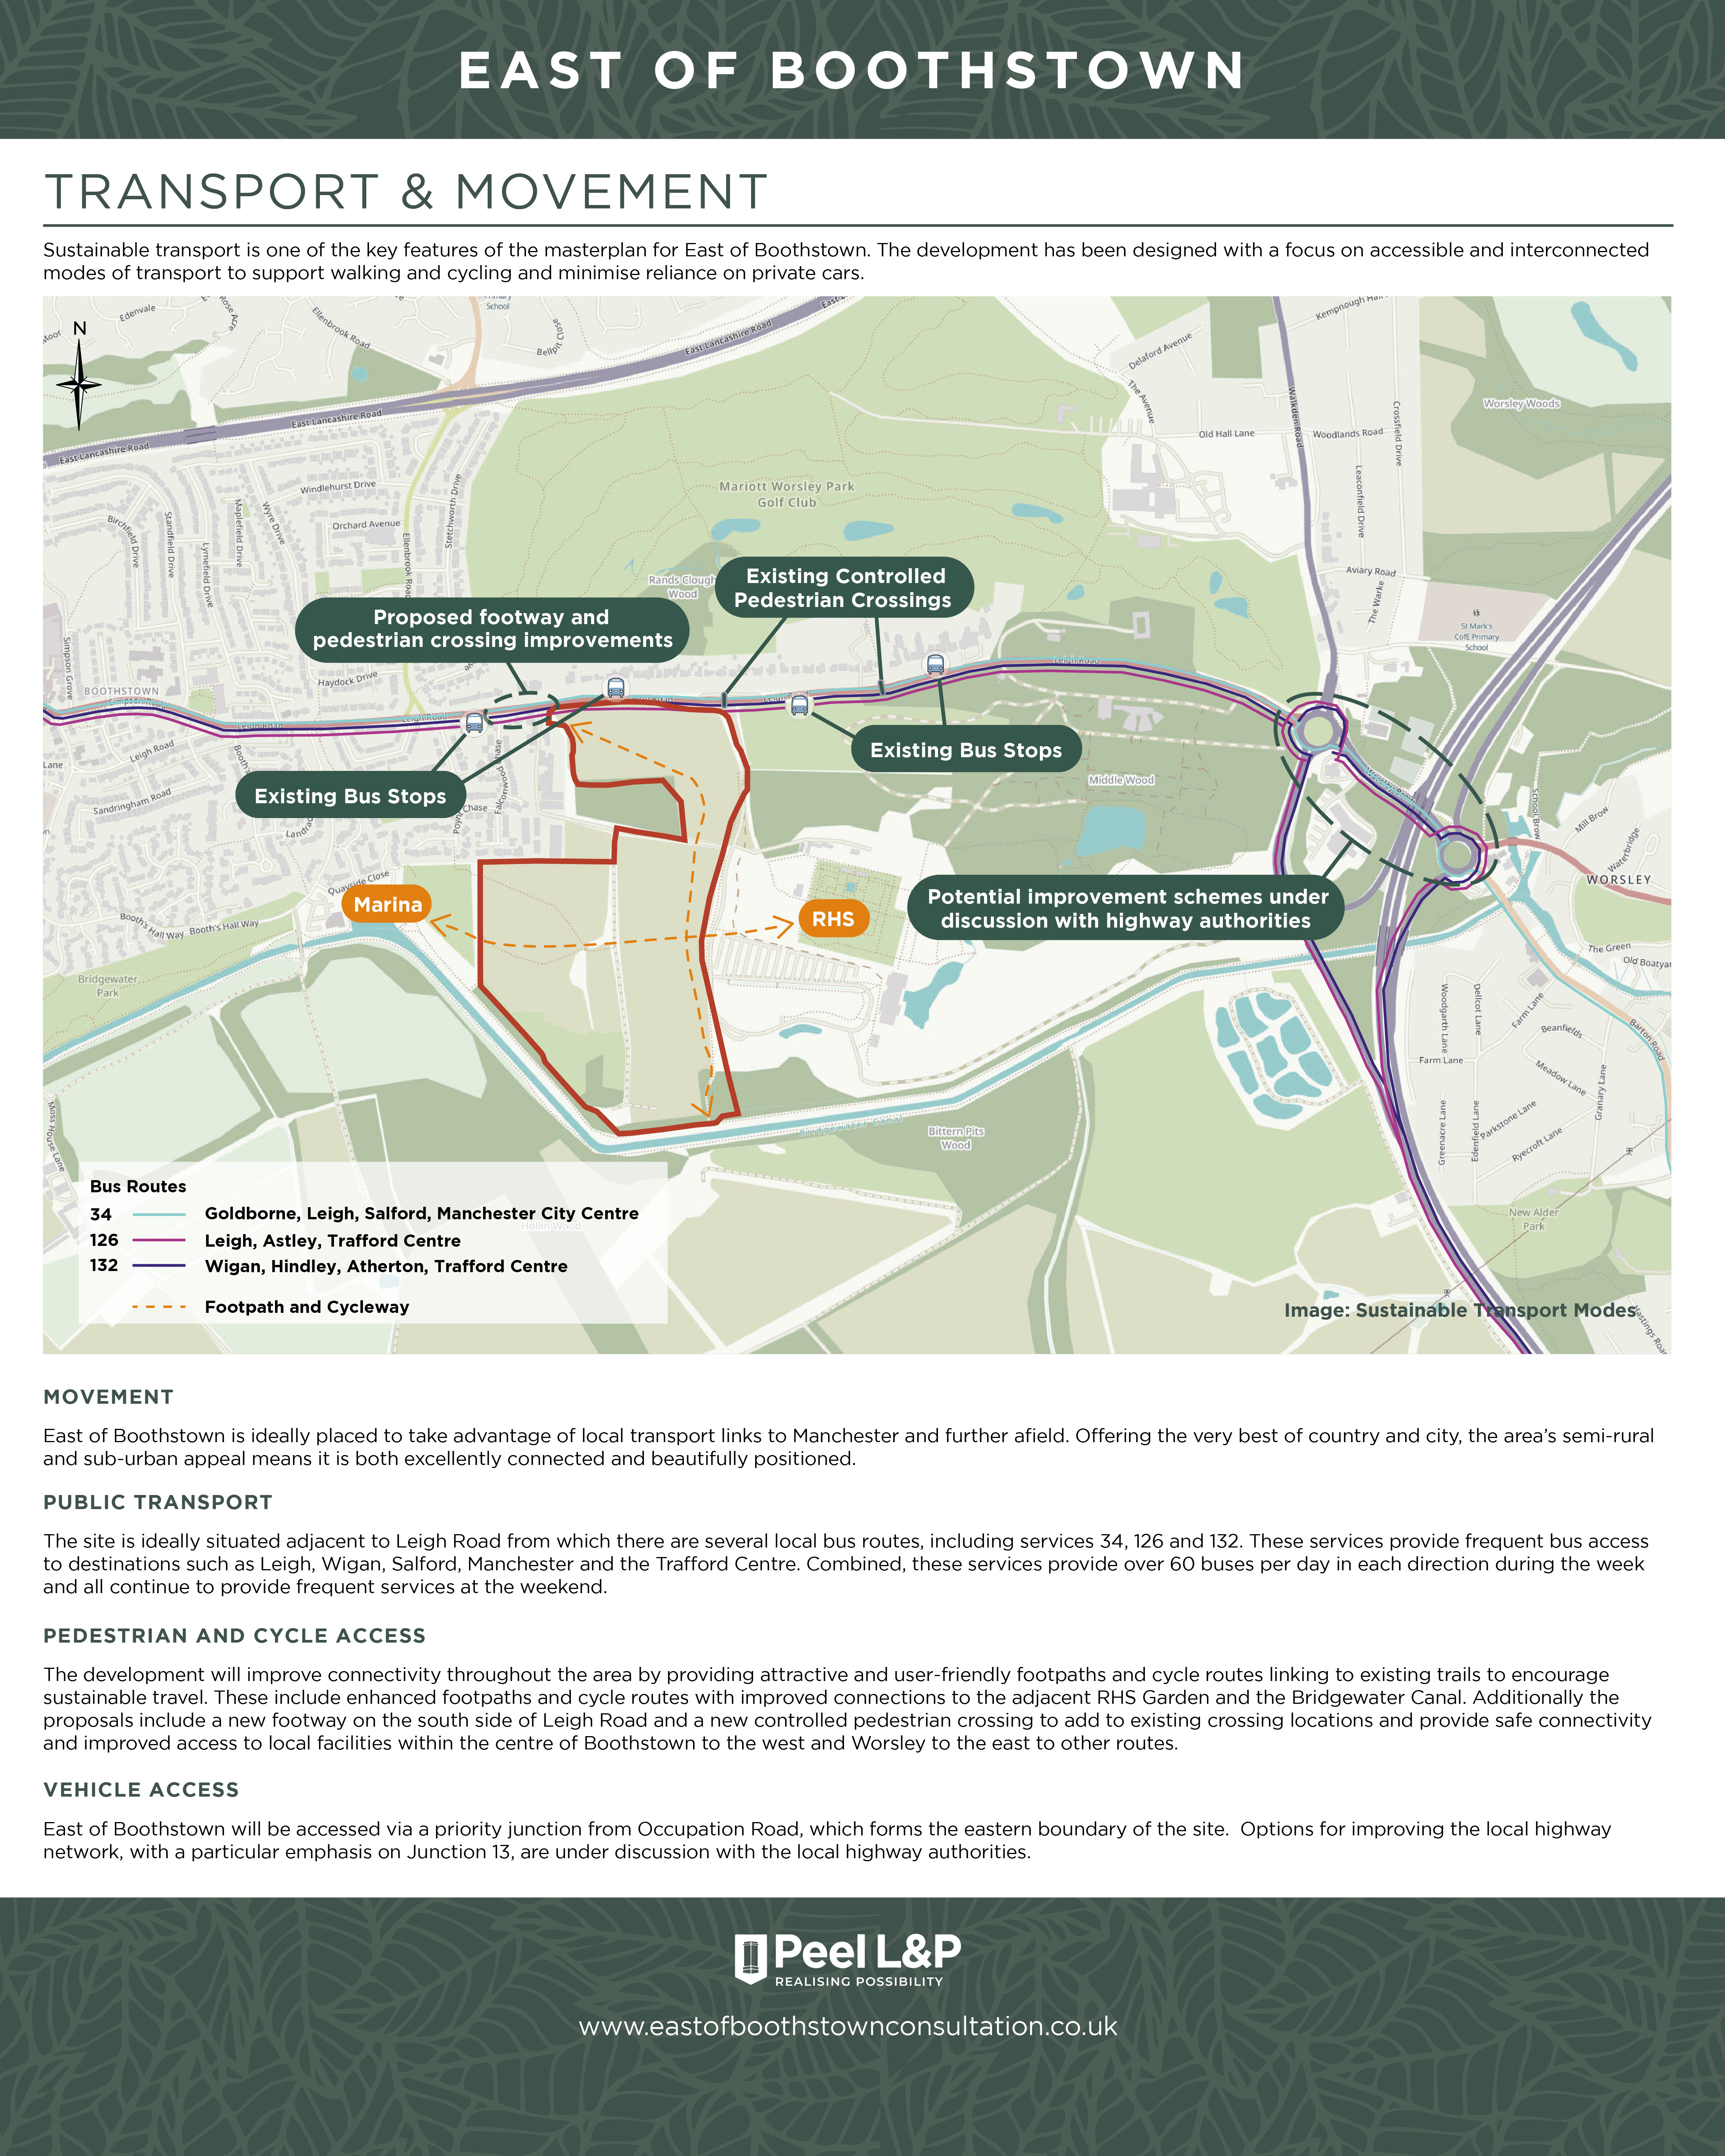 EAST OF BOOTHSTOWN
TRANSPORT & MOVEMENT
Sustainable transport is one of the key features of the masterplan for East of Boothstown. The development has been designed with a focus on accessible and interconnected
modes of transport to support walking and cycling and minimise reliance on private cars.
N
Edenvale
Ellenbrook Road
School
Bellpit Close
East Lancashire Road
East Lancashire Road
East Lancashire Road
Delaford Avenue
The Avenue
Walkden Road
Crossfield Drive
Worsley Woods
Old Hall Lane
Woodlands Road
Leaconfield Drive
Windlehurst Drive
Stetchworth Drive
Birchfield Drive
Standfield Drive
Lymefield Drive
Maplefield Drive
Wyre Drive
Orchard Avenue
Ellenbrook Road
Mariott Worsley Park
Golf Club
Rands Clough
Wood
Existing Controlled
Pedestrian Crossings
Proposed footway and
pedestrian crossing improvements
Aviary Road
The Warke
St Mark's
CofE Primary
School
Simpson Grove
BOOTHSTOWN
Simpson Road
Haydock Drive
Leigh Road
Leigh Road
Leigh Road
Leigh Road
Leigh Road
Existing Bus Stops
Existing Bus Stops
Lane
Sandringham Road
Middle Wood
Worsley Road
School Brow
Mill Brow
Waterbridge
WORSLEY
Quayside Close
Marina
RHS
Potential improvement schemes under
discussion with highway authorities
Booth's Hall Way
Booth's Hall Way
Bridgewater
Park
The Green
Woodgarth Lane
Dellcot Lane
Farm Lane
Beanfields
Barton Road
Farm Lane
Meadow Lane
Granary Lane
Greenacre Lane
Edenfield Lane
Parkstone Lane
Ryecroft Lane
Moss House Lane
Bridgewater Canal
Bittern Pits
Wood
New Alder
Park
Hollin Wood
Bus Routes
34 Goldborne, Leigh, Salford, Manchester City Centre
126 Leigh, Astley, Trafford Centre
132 Wigan, Hindley, Atherton, Trafford Centre
Footpath and Cycleway
Image: Sustainable Transport Modes
MOVEMENT
East of Boothstown is ideally placed to take advantage of local transport links to Manchester and further afield. Offering the very best of country and city, the area’s semi-rural
and sub-urban appeal means it is both excellently connected and beautifully positioned.
PUBLIC TRANSPORT
The site is ideally situated adjacent to Leigh Road from which there are several local bus routes, including services 34, 126 and 132. These services provide frequent bus access
to destinations such as Leigh, Wigan, Salford, Manchester and the Trafford Centre. Combined, these services provide over 60 buses per day in each direction during the week
and all continue to provide frequent services at the weekend.
PEDESTRIAN AND CYCLE ACCESS
The development will improve connectivity throughout the area by providing attractive and user-friendly footpaths and cycle routes linking to existing trails to encourage
sustainable travel. These include enhanced footpaths and cycle routes with improved connections to the adjacent RHS Garden and the Bridgewater Canal. Additionally the
proposals include a new footway on the south side of Leigh Road and a new controlled pedestrian crossing to add to existing crossing locations and provide safe connectivity
and improved access to local facilities within the centre of Boothstown to the west and Worsley to the east to other routes.
VEHICLE ACCESS
East of Boothstown will be accessed via a priority junction from Occupation Road, which forms the eastern boundary of the site. Options for improving the local highway
network, with a particular emphasis on Junction 13, are under discussion with the local highway authorities.
Peel L&P
REALISING POSSIBILITY
www.eastofboothstownconsultation.co.uk